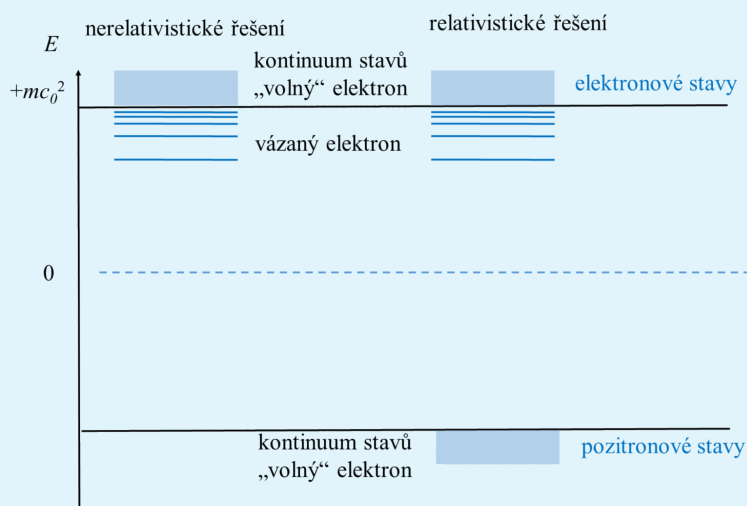 nerelativistické řešení
relativistické řešení
E
kontinuum stavů
„volný“ elektron
elektronové stavy
+mc₀²
vázaný elektron
0
kontinuum stavů
„volný“ elektron
pozitronové stavy